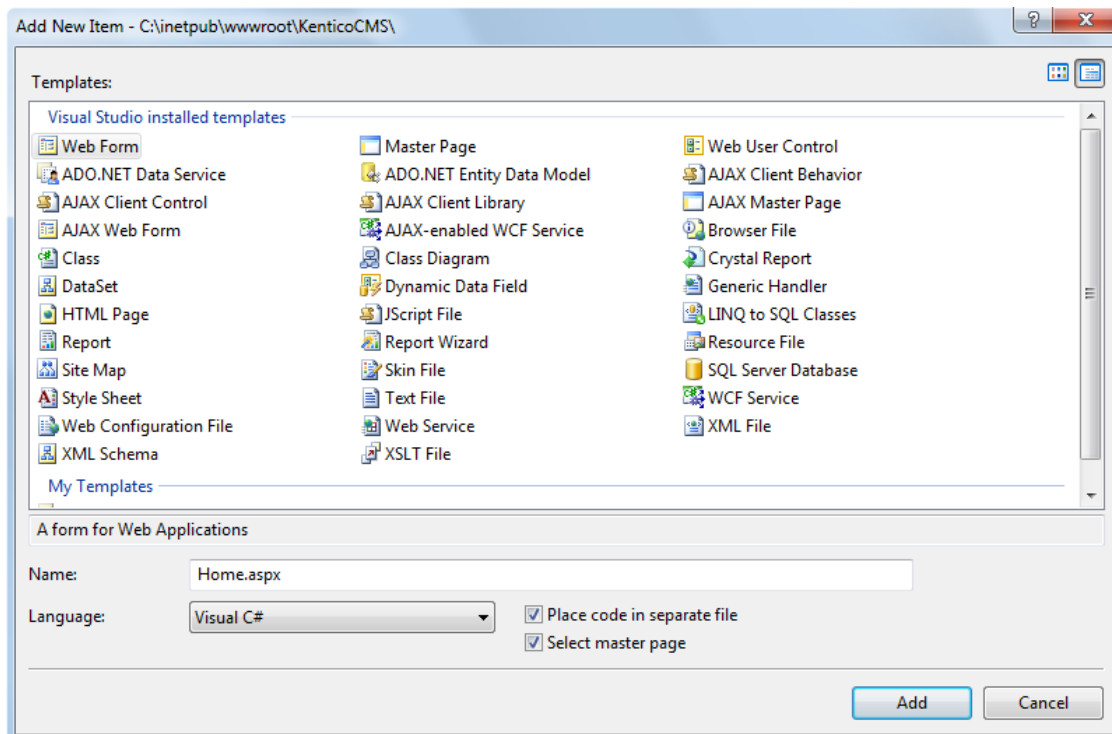 Add New Item - C:\inetpub\wwwroot\KenticoCMS\
Templates:
Visual Studio installed templates
Web Form Master Page Web User Control
ADO.NET Data Service ADO.NET Entity Data Model AJAX Client Behavior
AJAX Client Control AJAX Client Library AJAX Master Page
AJAX Web Form AJAX-enabled WCF Service Browser File
Class Class Diagram Crystal Report
DataSet Dynamic Data Field Generic Handler
HTML Page JScript File LINQ to SQL Classes
Report Report Wizard Resource File
Site Map Skin File SQL Server Database
Style Sheet Text File WCF Service
Web Configuration File Web Service XML File
XML Schema XSLT File
My Templates
A form for Web Applications
Name: Home.aspx
Language: Visual C# Place code in separate file
Select master page
Add Cancel